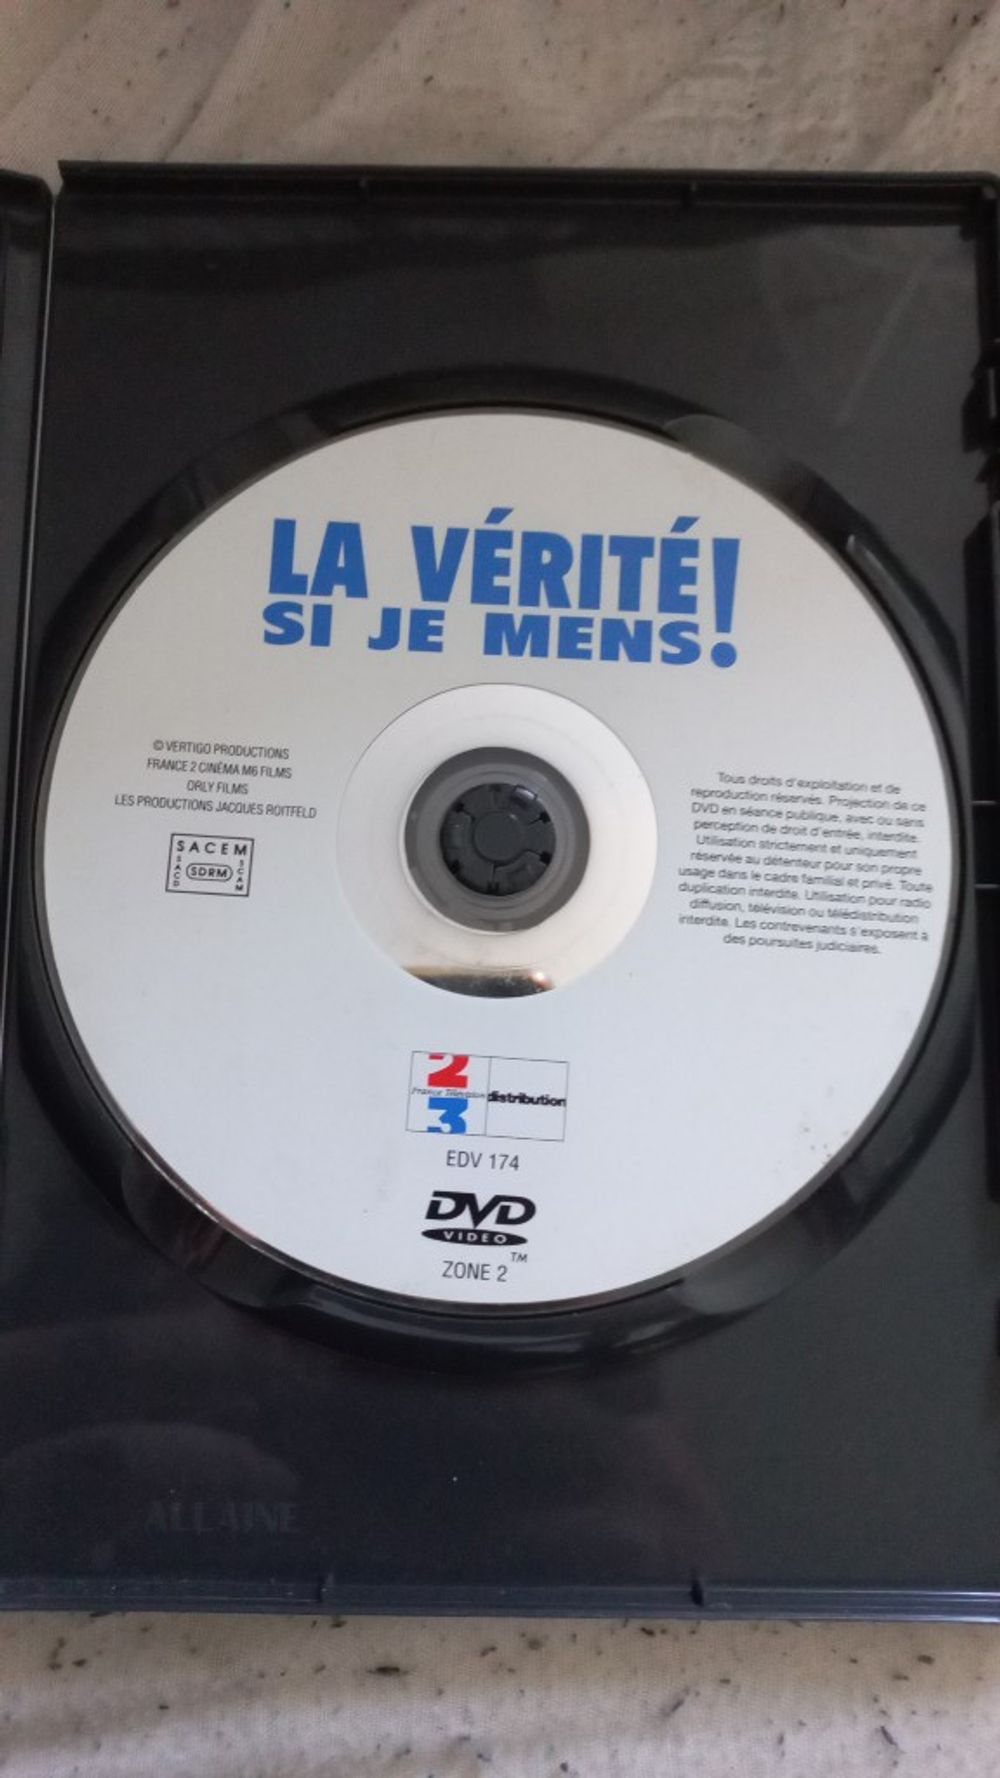 LA VÉRITÉ!
SI JE MENS!
© VERTIGO PRODUCTIONS
FRANCE 2 CINÉMA M6 FILMS
ORLY FILMS
LES PRODUCTIONS JACQUES ROITFELD
SACEM
SACD
SDRM
SCAM
Tous droits d'exploitation et de
reproduction réservés. Projection de ce
DVD en séance publique, avec ou sans
perception de droit d'entrée, interdite.
Utilisation strictement et uniquement
réservée au détenteur pour son propre
usage dans le cadre familial et privé. Toute
duplication interdite. Utilisation pour radio
diffusion, télévision ou télédistribution
interdite. Les contrevenants s'exposent à
des poursuites judiciaires.
2
France Télévision distribution
3
EDV 174
DVD
VIDEO
TM
ZONE 2
ALLAINE